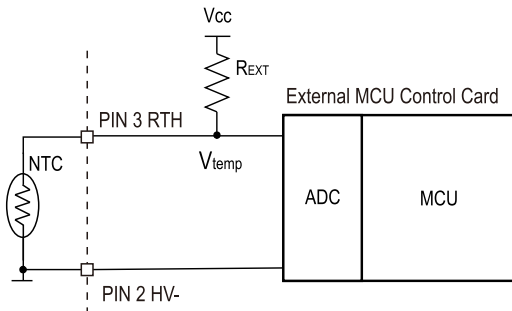 Vcc
REXT
External MCU Control Card
PIN 3 RTH
NTC
Vtemp
ADC
MCU
PIN 2 HV-